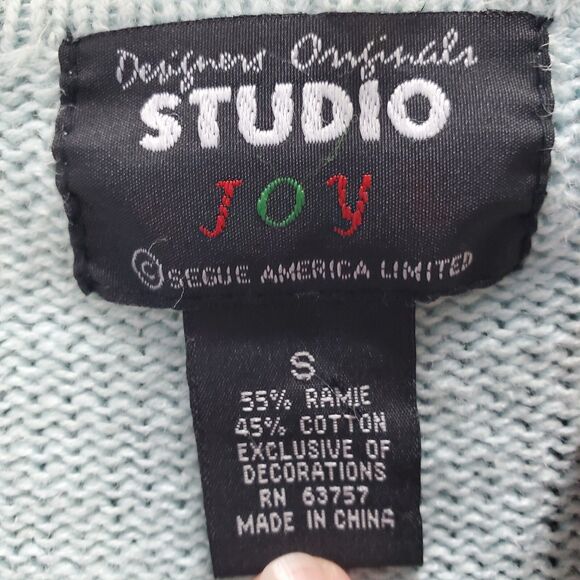 Designers Originals
STUDIO
JOY
© SEGUE AMERICA LIMITED
S
55% RAMIE
45% COTTON
EXCLUSIVE OF
DECORATIONS
RN 63757
MADE IN CHINA